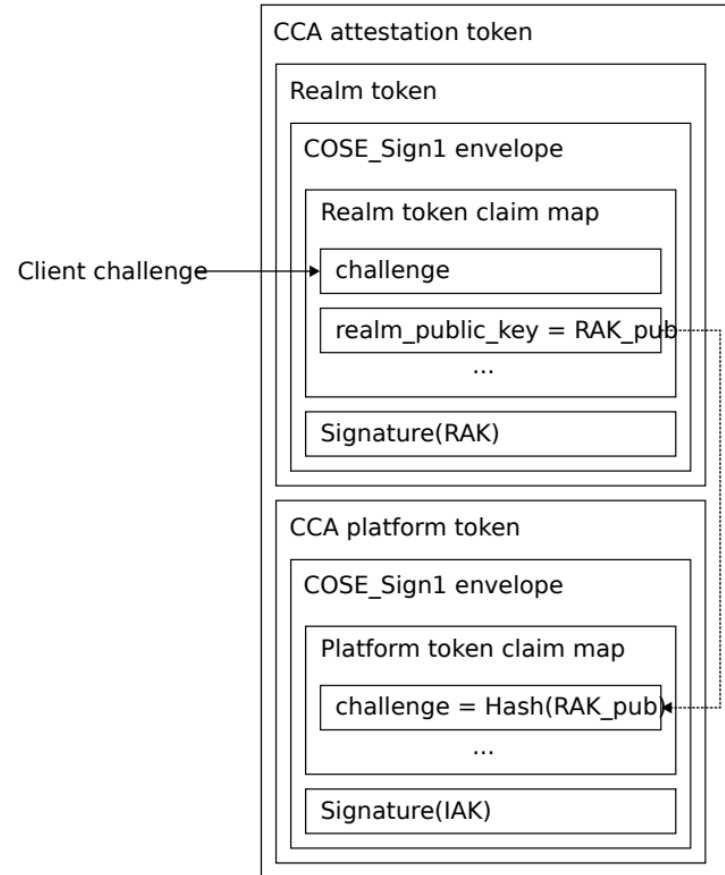 CCA attestation token
Realm token
COSE_Sign1 envelope
Realm token claim map
Client challenge
challenge
realm_public_key = RAK_pub
...
Signature(RAK)
CCA platform token
COSE_Sign1 envelope
Platform token claim map
challenge = Hash(RAK_pub)
...
Signature(IAK)